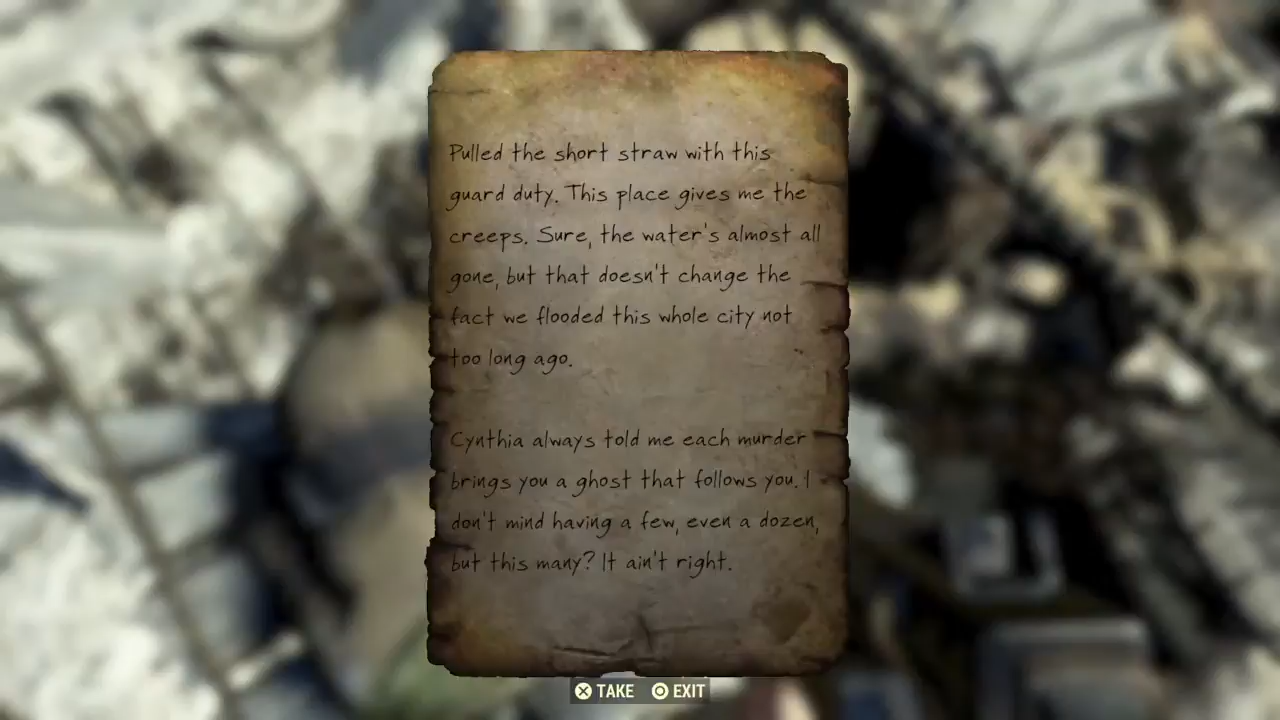 Pulled the short straw with this
guard duty. This place gives me the
creeps. Sure, the water's almost all
gone, but that doesn't change the
fact we flooded this whole city not
too long ago.
Cynthia always told me each murder
brings you a ghost that follows you. I
don't mind having a few, even a dozen,
but this many? It ain't right.
TAKE EXIT